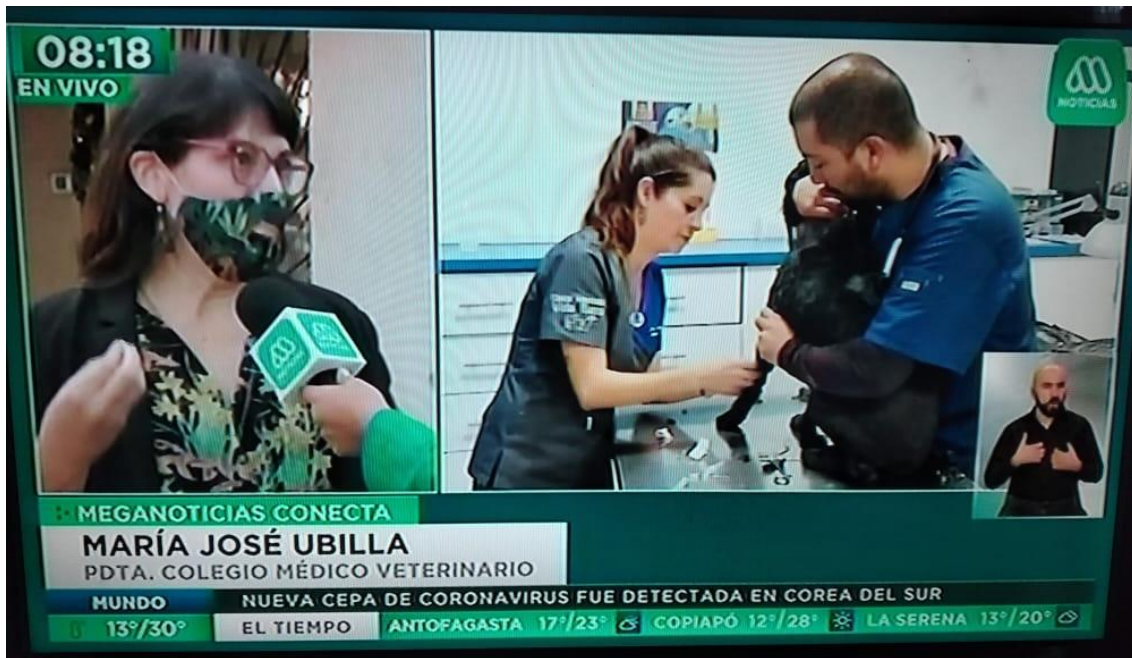 08:18
EN VIVO
NOTICIAS
MEGANOTICIAS CONECTA
MARÍA JOSÉ UBILLA
PDTA. COLEGIO MÉDICO VETERINARIO
MUNDO NUEVA CEPA DE CORONAVIRUS FUE DETECTADA EN COREA DEL SUR
13°/30° EL TIEMPO ANTOFAGASTA 17°/23° COPIAPÓ 12°/28° LA SERENA 13°/20°